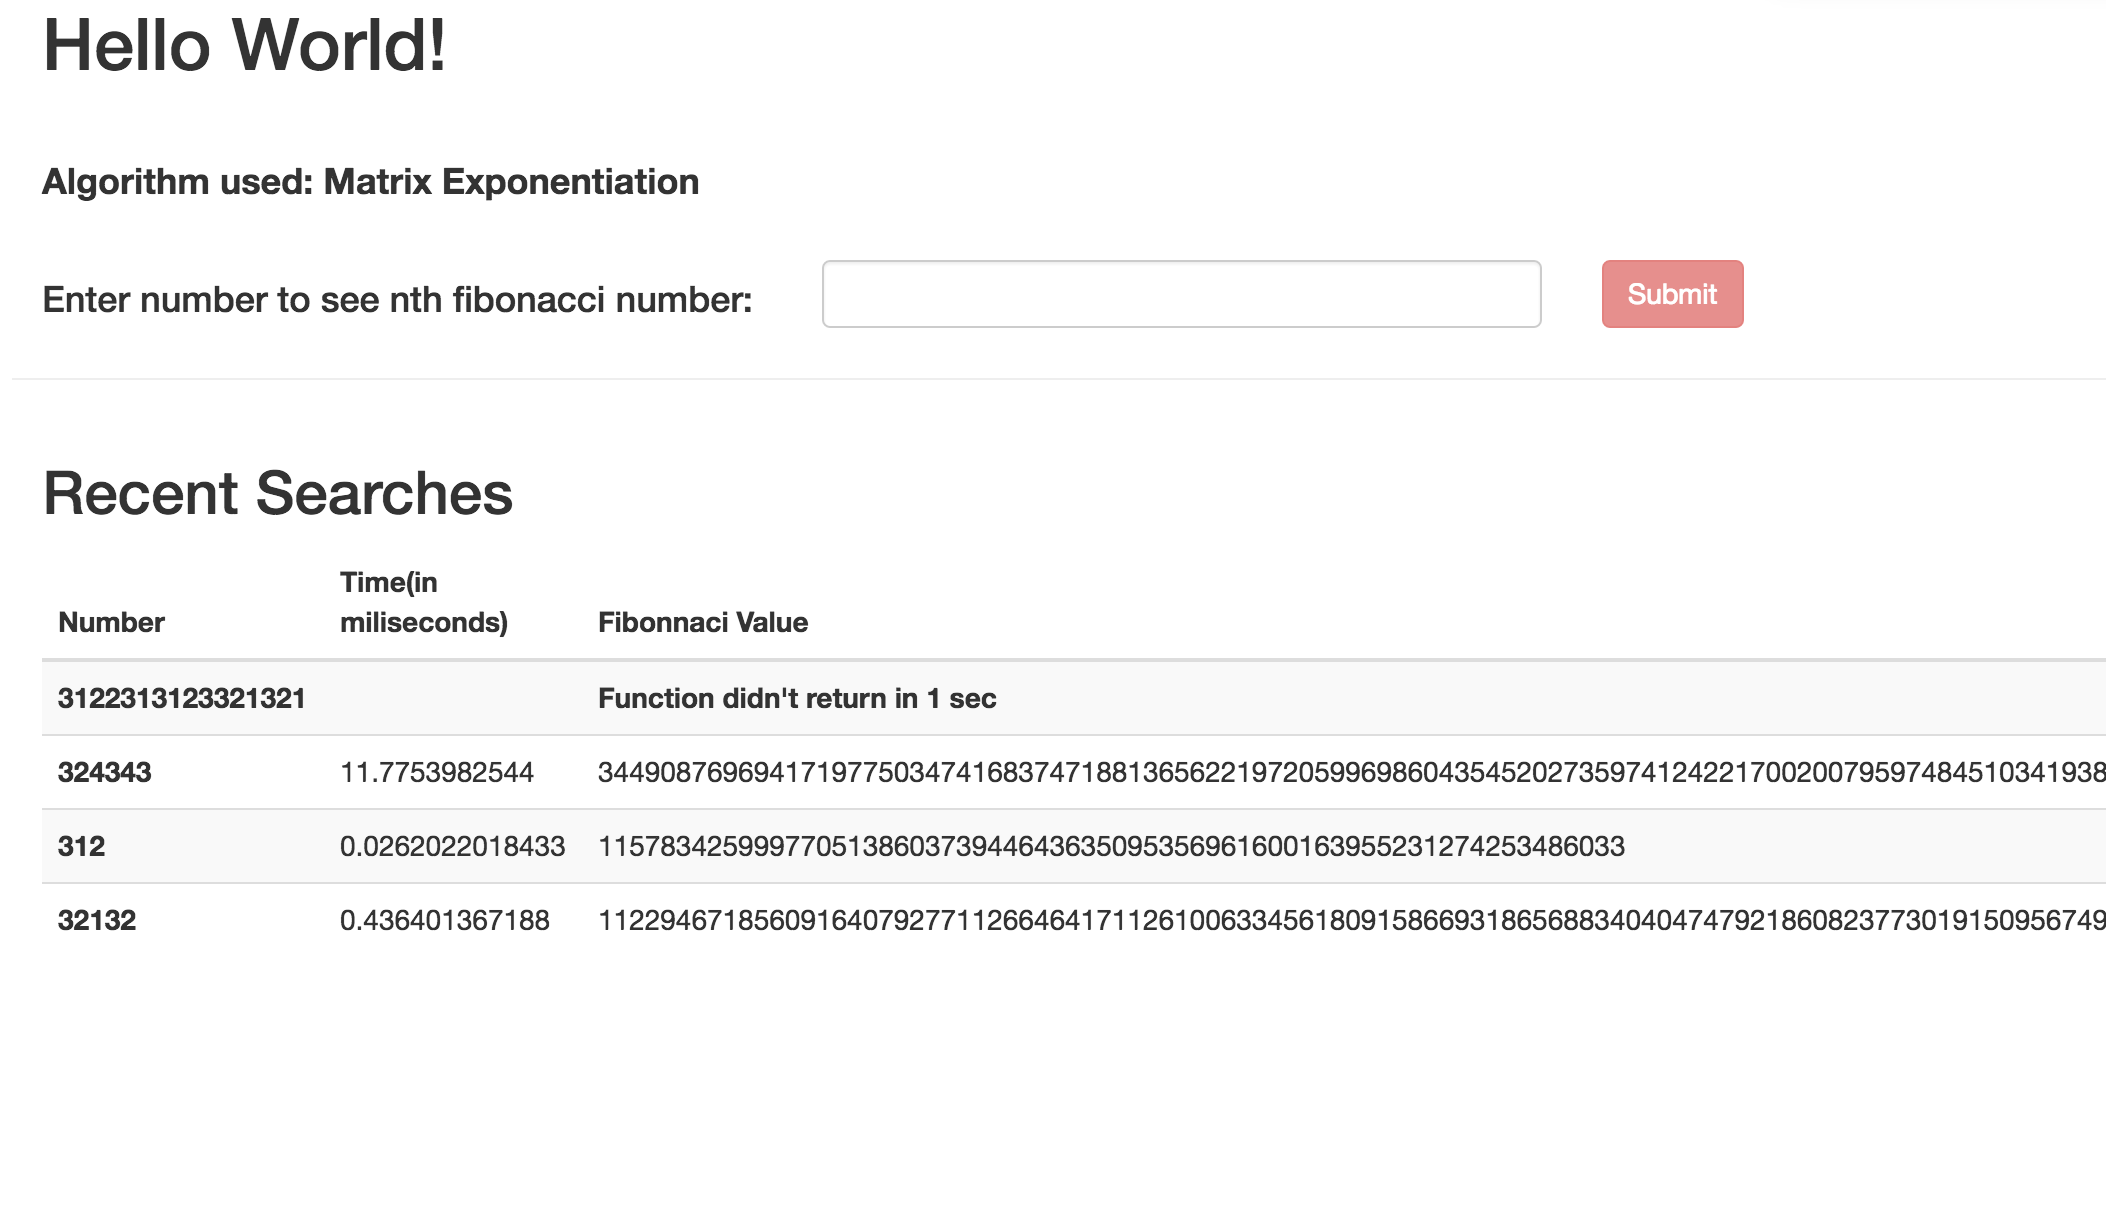 Hello World!
Algorithm used: Matrix Exponentiation
Enter number to see nth fibonacci number:
Submit
Recent Searches
Number Time(in miliseconds) Fibonnaci Value
3122313123321321 Function didn't return in 1 sec
324343 11.7753982544 3449087696941719775034741683747188136562219720599698604354520273597412422170020079597484510341938
312 0.0262022018433 115783425999770513860373944643635095356961600163955231274253486033
32132 0.436401367188 1122946718560916407927711266464171126100633456180915866931865688340404747921860823773019150956749